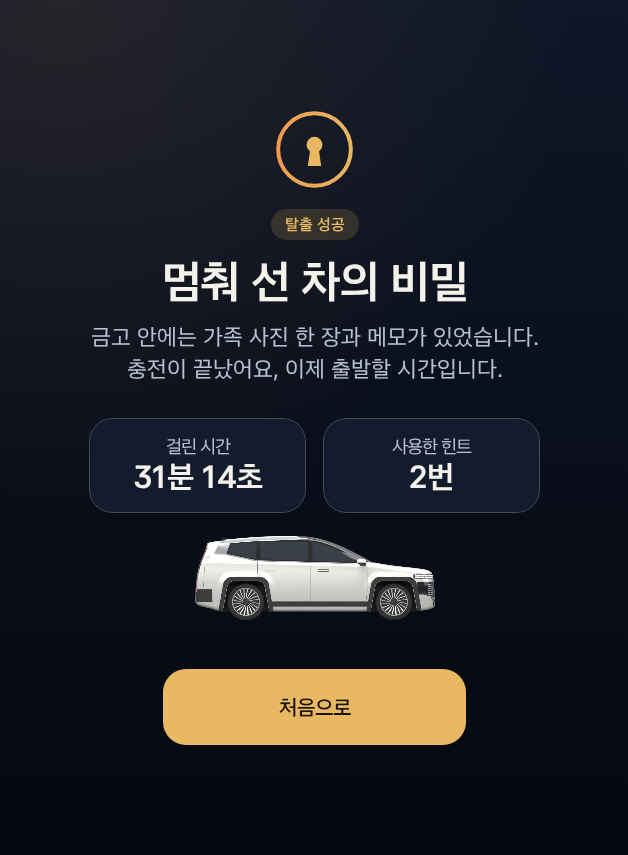 탈출 성공
멈춰 선 차의 비밀
금고 안에는 가족 사진 한 장과 메모가 있었습니다.
충전이 끝났어요, 이제 출발할 시간입니다.
걸린 시간
31분 14초
사용한 힌트
2번
처음으로